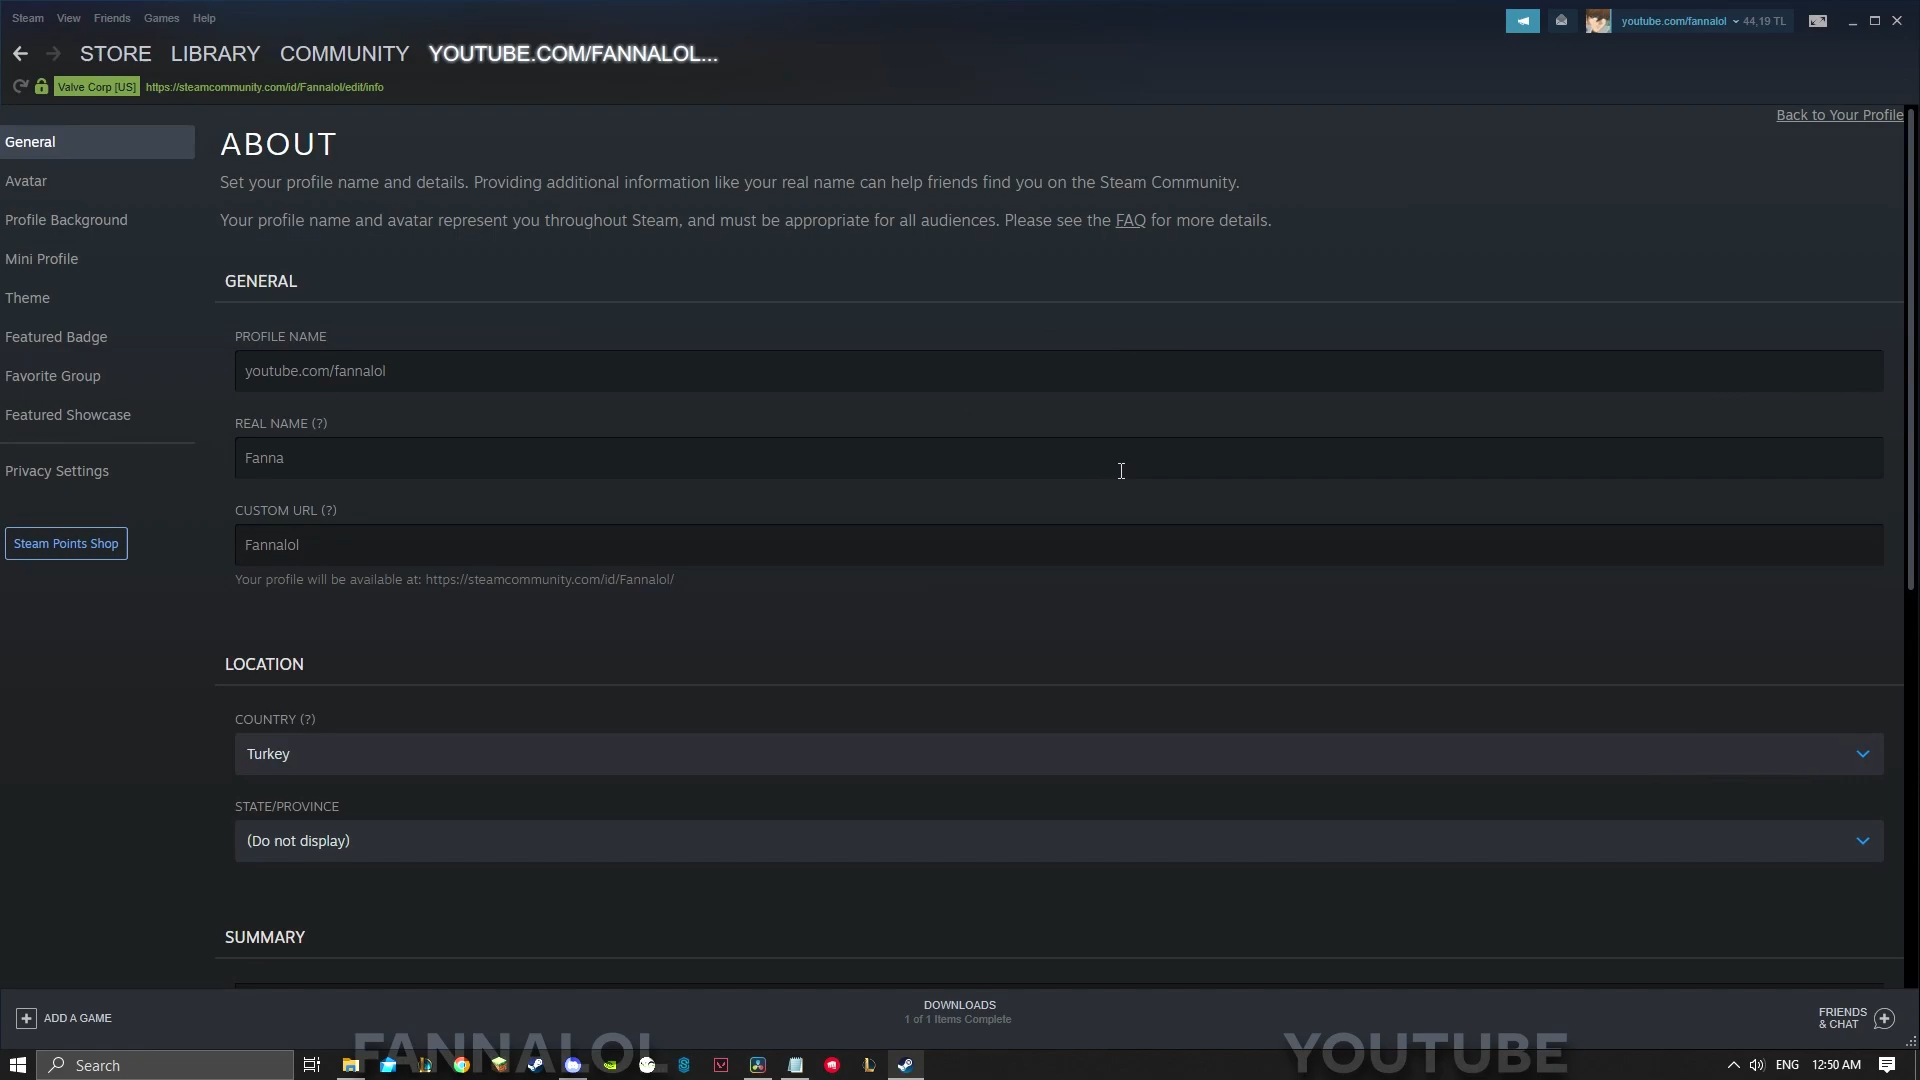 Steam View Friends Games Help
youtube.com/fannalol 44,19 TL
STORE LIBRARY COMMUNITY YOUTUBE.COM/FANNALOL...
Valve Corp [US] https://steamcommunity.com/id/Fannalol/edit/info
Back to Your Profile
General
Avatar
Profile Background
Mini Profile
Theme
Featured Badge
Favorite Group
Featured Showcase
Privacy Settings
Steam Points Shop
ABOUT
Set your profile name and details. Providing additional information like your real name can help friends find you on the Steam Community.
Your profile name and avatar represent you throughout Steam, and must be appropriate for all audiences. Please see the FAQ for more details.
GENERAL
PROFILE NAME
youtube.com/fannalol
REAL NAME (?)
Fanna
CUSTOM URL (?)
Fannalol
Your profile will be available at: https://steamcommunity.com/id/Fannalol/
LOCATION
COUNTRY (?)
Turkey
STATE/PROVINCE
(Do not display)
SUMMARY
ADD A GAME
DOWNLOADS
1 of 1 Items Complete
FRIENDS
& CHAT
FANNALOL YOUTUBE
Search
ENG 12:50 AM